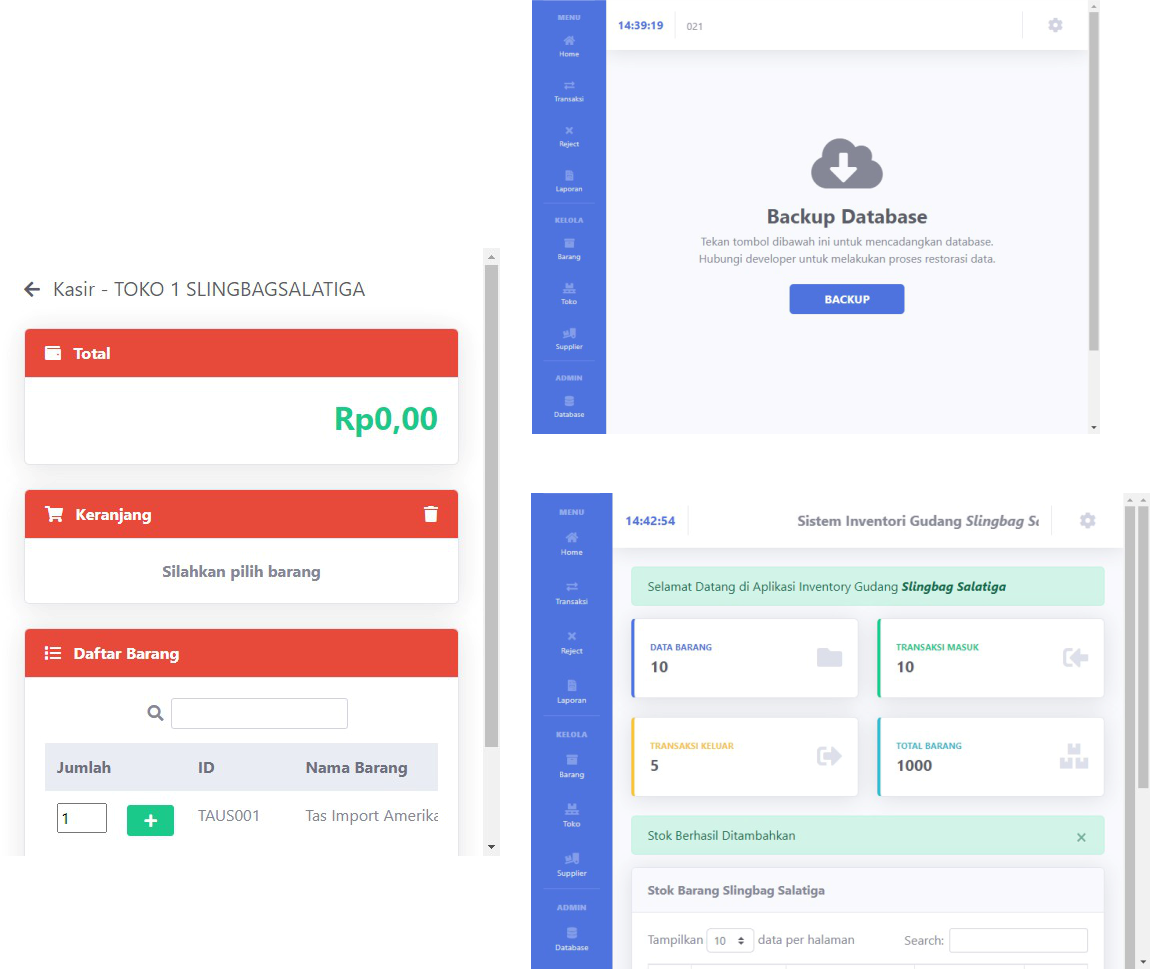 Kasir - TOKO 1 SLINGBAGSALATIGA
Total
Rp0,00
Keranjang
Silahkan pilih barang
Daftar Barang
Jumlah ID Nama Barang
1 TAUS001 Tas Import Amerika
MENU
Home
Transaksi
Reject
Laporan
KELOLA
Barang
Toko
Supplier
ADMIN
Database
14:39:19 021
Backup Database
Tekan tombol dibawah ini untuk mencadangkan database.
Hubungi developer untuk melakukan proses restorasi data.
BACKUP
MENU
Home
Transaksi
Reject
Laporan
KELOLA
Barang
Toko
Supplier
ADMIN
Database
14:42:54 Sistem Inventori Gudang Slingbag
Selamat Datang di Aplikasi Inventory Gudang Slingbag Salatiga
DATA BARANG
10
TRANSAKSI MASUK
10
TRANSAKSI KELUAR
5
TOTAL BARANG
1000
Stok Berhasil Ditambahkan
Stok Barang Slingbag Salatiga
Tampilkan 10 data per halaman Search: